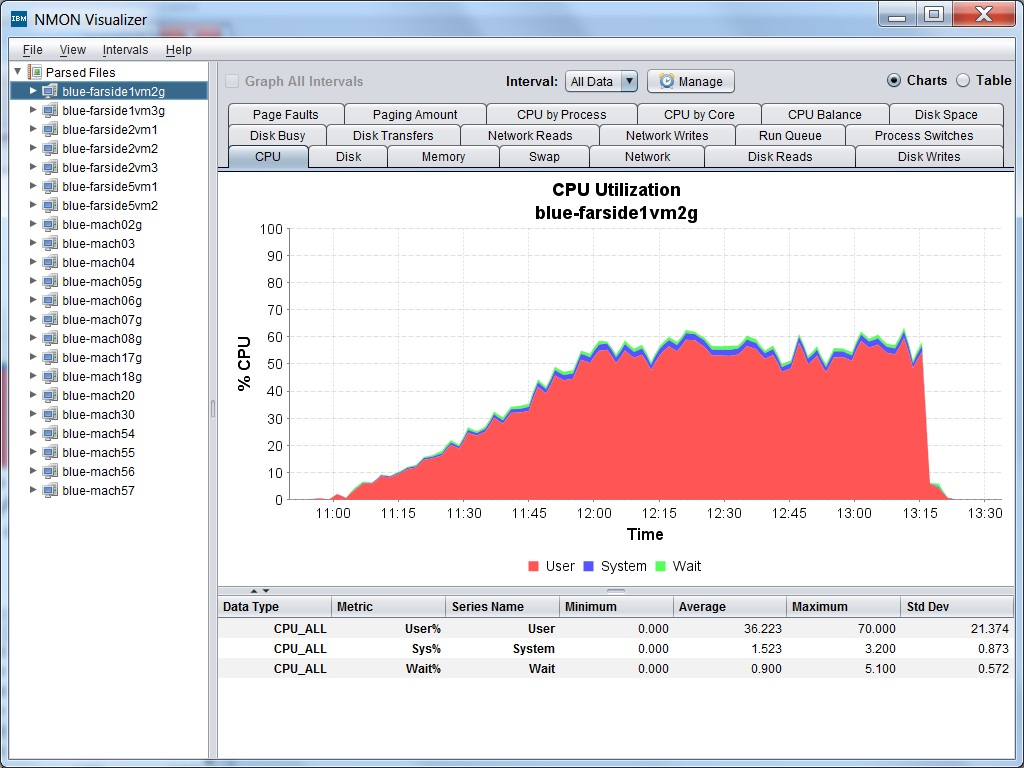 IBM NMON Visualizer
File View Intervals Help
Parsed Files
blue-farside1vm2g
blue-farside1vm3g
blue-farside2vm1
blue-farside2vm2
blue-farside2vm3
blue-farside5vm1
blue-farside5vm2
blue-mach02g
blue-mach03
blue-mach04
blue-mach05g
blue-mach06g
blue-mach07g
blue-mach08g
blue-mach17g
blue-mach18g
blue-mach20
blue-mach30
blue-mach54
blue-mach55
blue-mach56
blue-mach57
Graph All Intervals Interval: All Data Manage Charts Table
Page Faults Paging Amount CPU by Process CPU by Core CPU Balance Disk Space
Disk Busy Disk Transfers Network Reads Network Writes Run Queue Process Switches
CPU Disk Memory Swap Network Disk Reads Disk Writes
CPU Utilization
blue-farside1vm2g
100
90
80
70
60
50
40
30
20
10
0
% CPU
11:00 11:15 11:30 11:45 12:00 12:15 12:30 12:45 13:00 13:15 13:30
Time
User System Wait
Data Type Metric Series Name Minimum Average Maximum Std Dev
CPU_ALL User% User 0.000 36.223 70.000 21.374
CPU_ALL Sys% System 0.000 1.523 3.200 0.873
CPU_ALL Wait% Wait 0.000 0.900 5.100 0.572